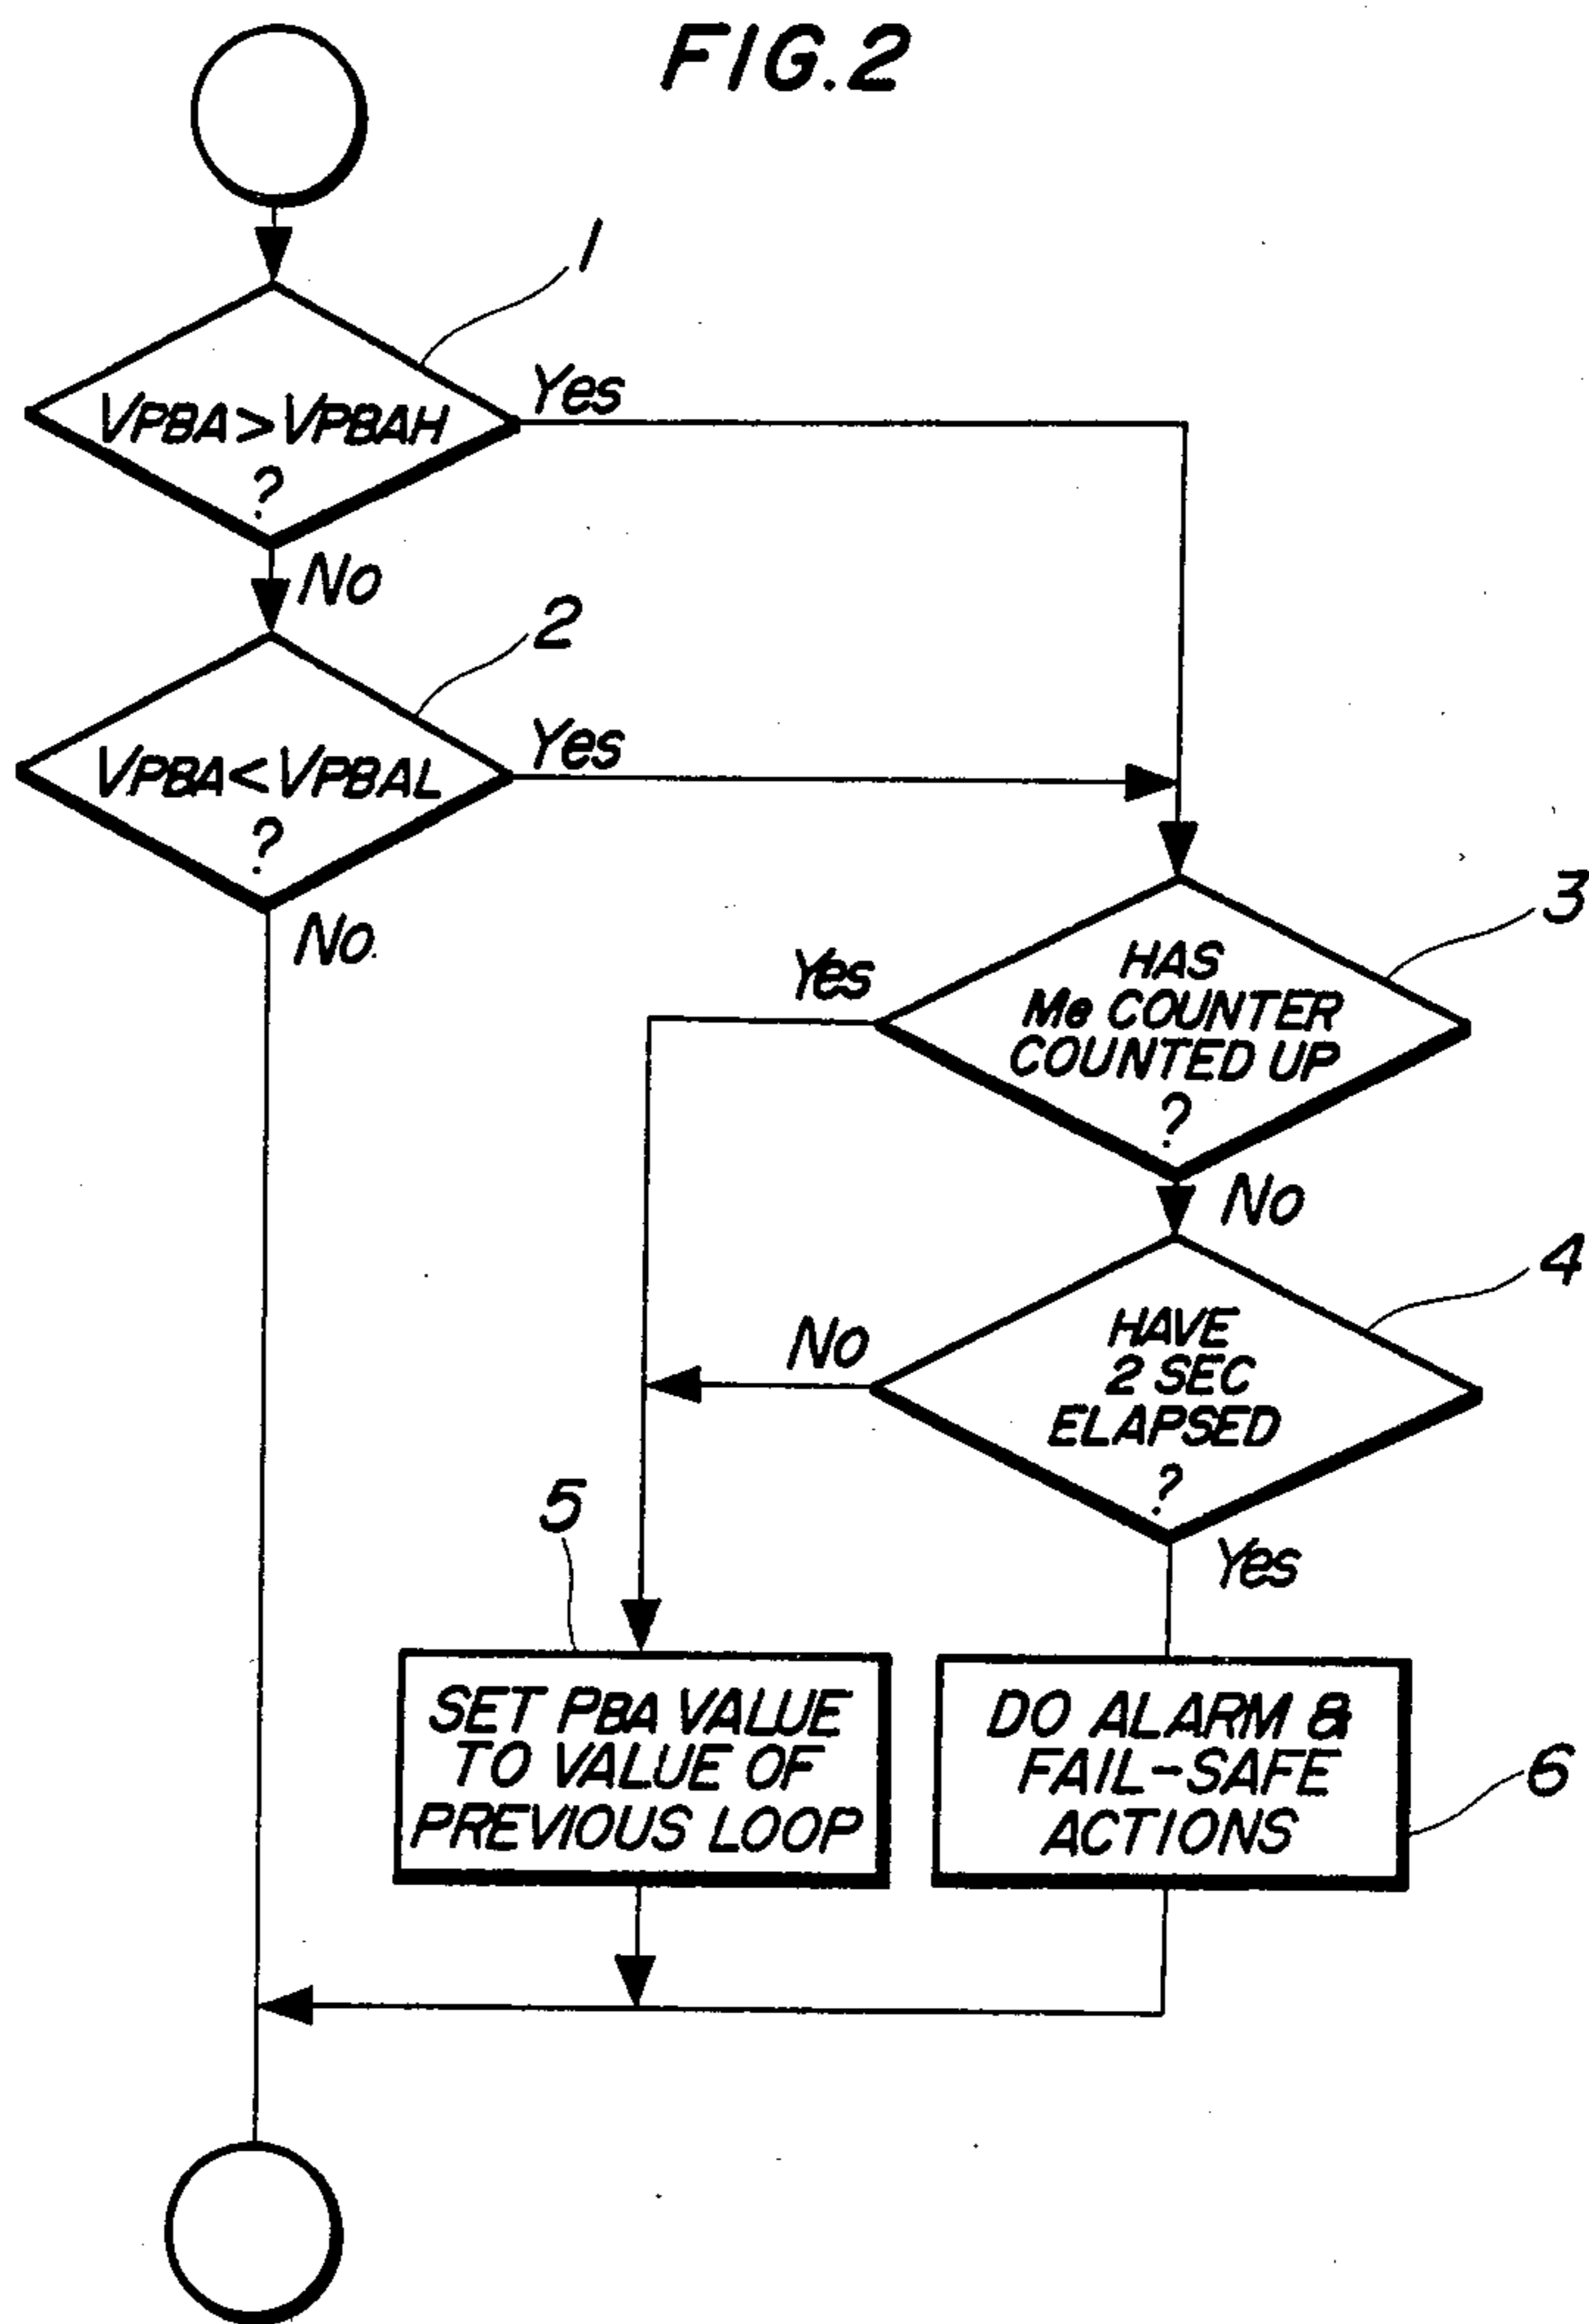 FIG.2
1
VPBA>VPBAH
?
Yes
No
2
VPBA<VPBAL
?
Yes
No.
3
HAS
Me COUNTER
COUNTED UP
?
Yes
No
4
HAVE
2 SEC
ELAPSED
?
No
Yes
5
SET PBA VALUE
TO VALUE OF
PREVIOUS LOOP
DO ALARM &
FAIL-SAFE
ACTIONS
6